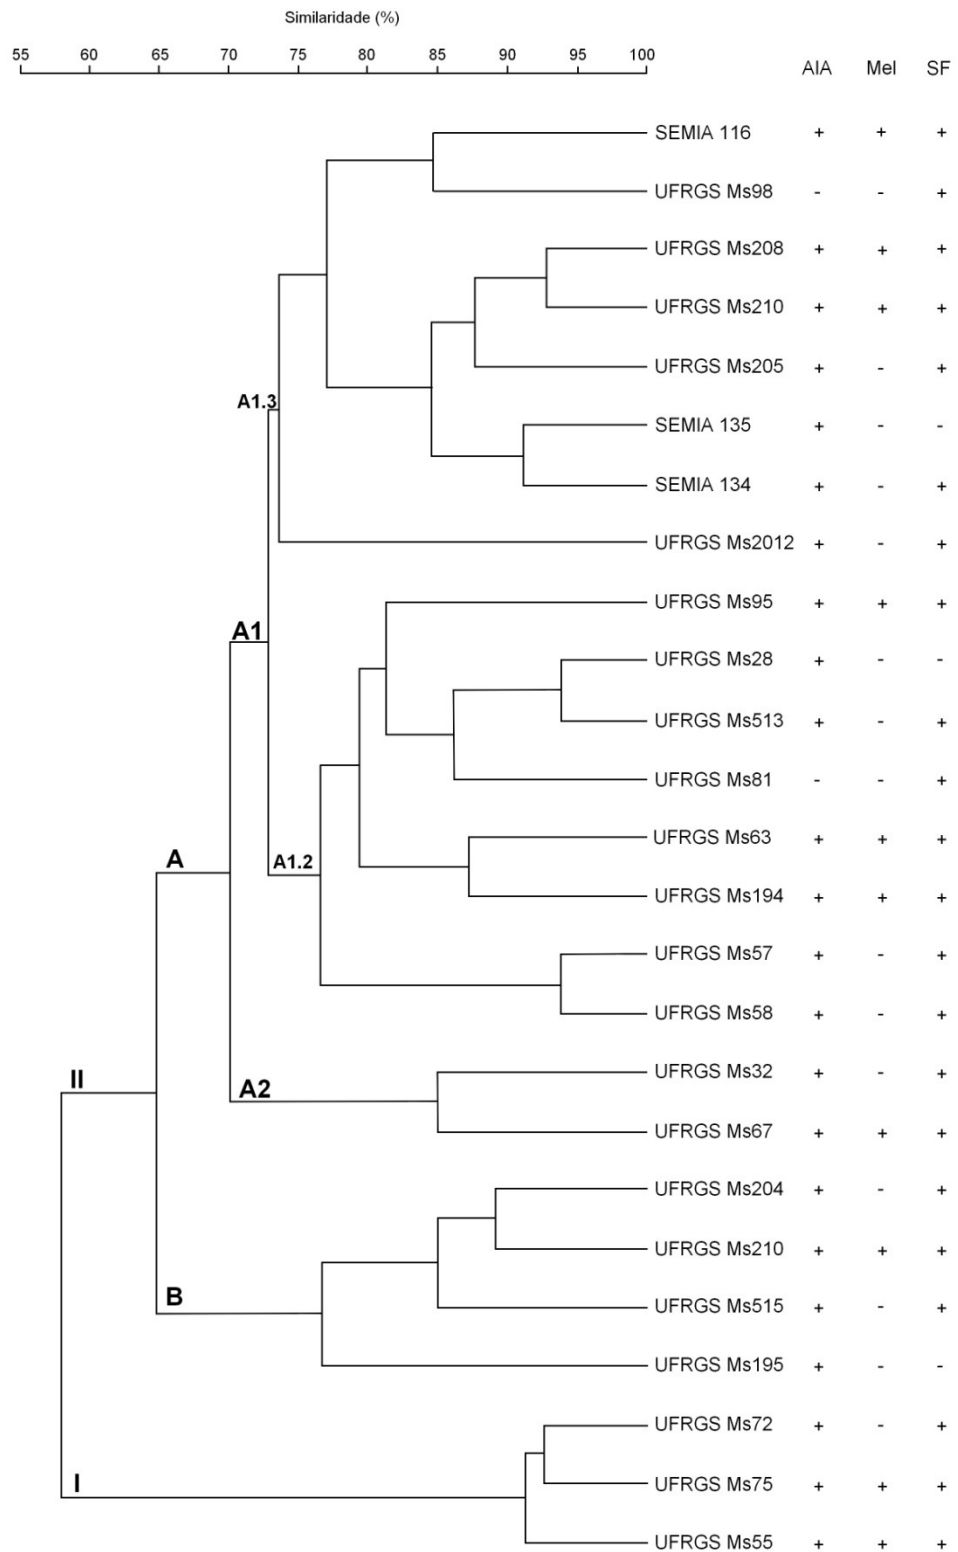 Similaridade (%)
55 60 65 70 75 80 85 90 95 100
AIA Mel SF
SEMIA 116 + + +
UFRGS Ms98 - - +
UFRGS Ms208 + + +
UFRGS Ms210 + + +
UFRGS Ms205 + - +
A1.3
SEMIA 135 + - -
SEMIA 134 + - +
UFRGS Ms2012 + - +
UFRGS Ms95 + + +
A1
UFRGS Ms28 + - -
UFRGS Ms513 + - +
UFRGS Ms81 - - +
UFRGS Ms63 + + +
A A1.2
UFRGS Ms194 + + +
UFRGS Ms57 + - +
UFRGS Ms58 + - +
UFRGS Ms32 + - +
II A2
UFRGS Ms67 + + +
UFRGS Ms204 + - +
UFRGS Ms210 + + +
B
UFRGS Ms515 + - +
UFRGS Ms195 + - -
UFRGS Ms72 + - +
I
UFRGS Ms75 + + +
UFRGS Ms55 + + +